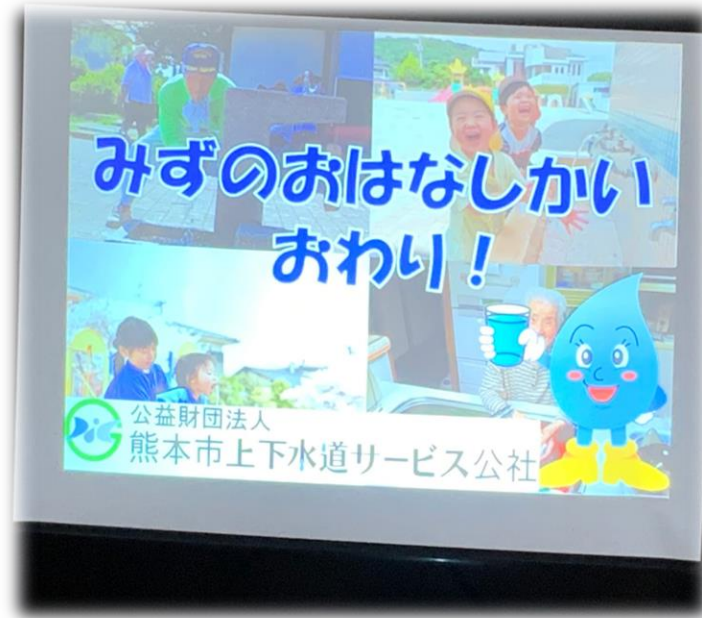 みずのおはなしかい
おわり！
公益財団法人
熊本市上下水道サービス公社